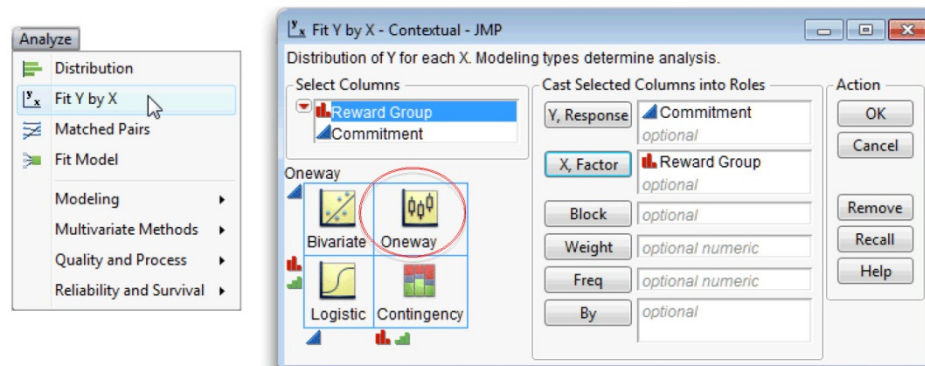 Analyze
Distribution
Fit Y by X
Matched Pairs
Fit Model
Modeling
Multivariate Methods
Quality and Process
Reliability and Survival
Fit Y by X - Contextual - JMP
Distribution of Y for each X. Modeling types determine analysis.
Select Columns
Reward Group
Commitment
Oneway
Bivariate Oneway
Logistic Contingency
Cast Selected Columns into Roles
Y, Response Commitment
optional
X, Factor Reward Group
optional
Block optional
Weight optional numeric
Freq optional numeric
By optional
Action
OK
Cancel
Remove
Recall
Help